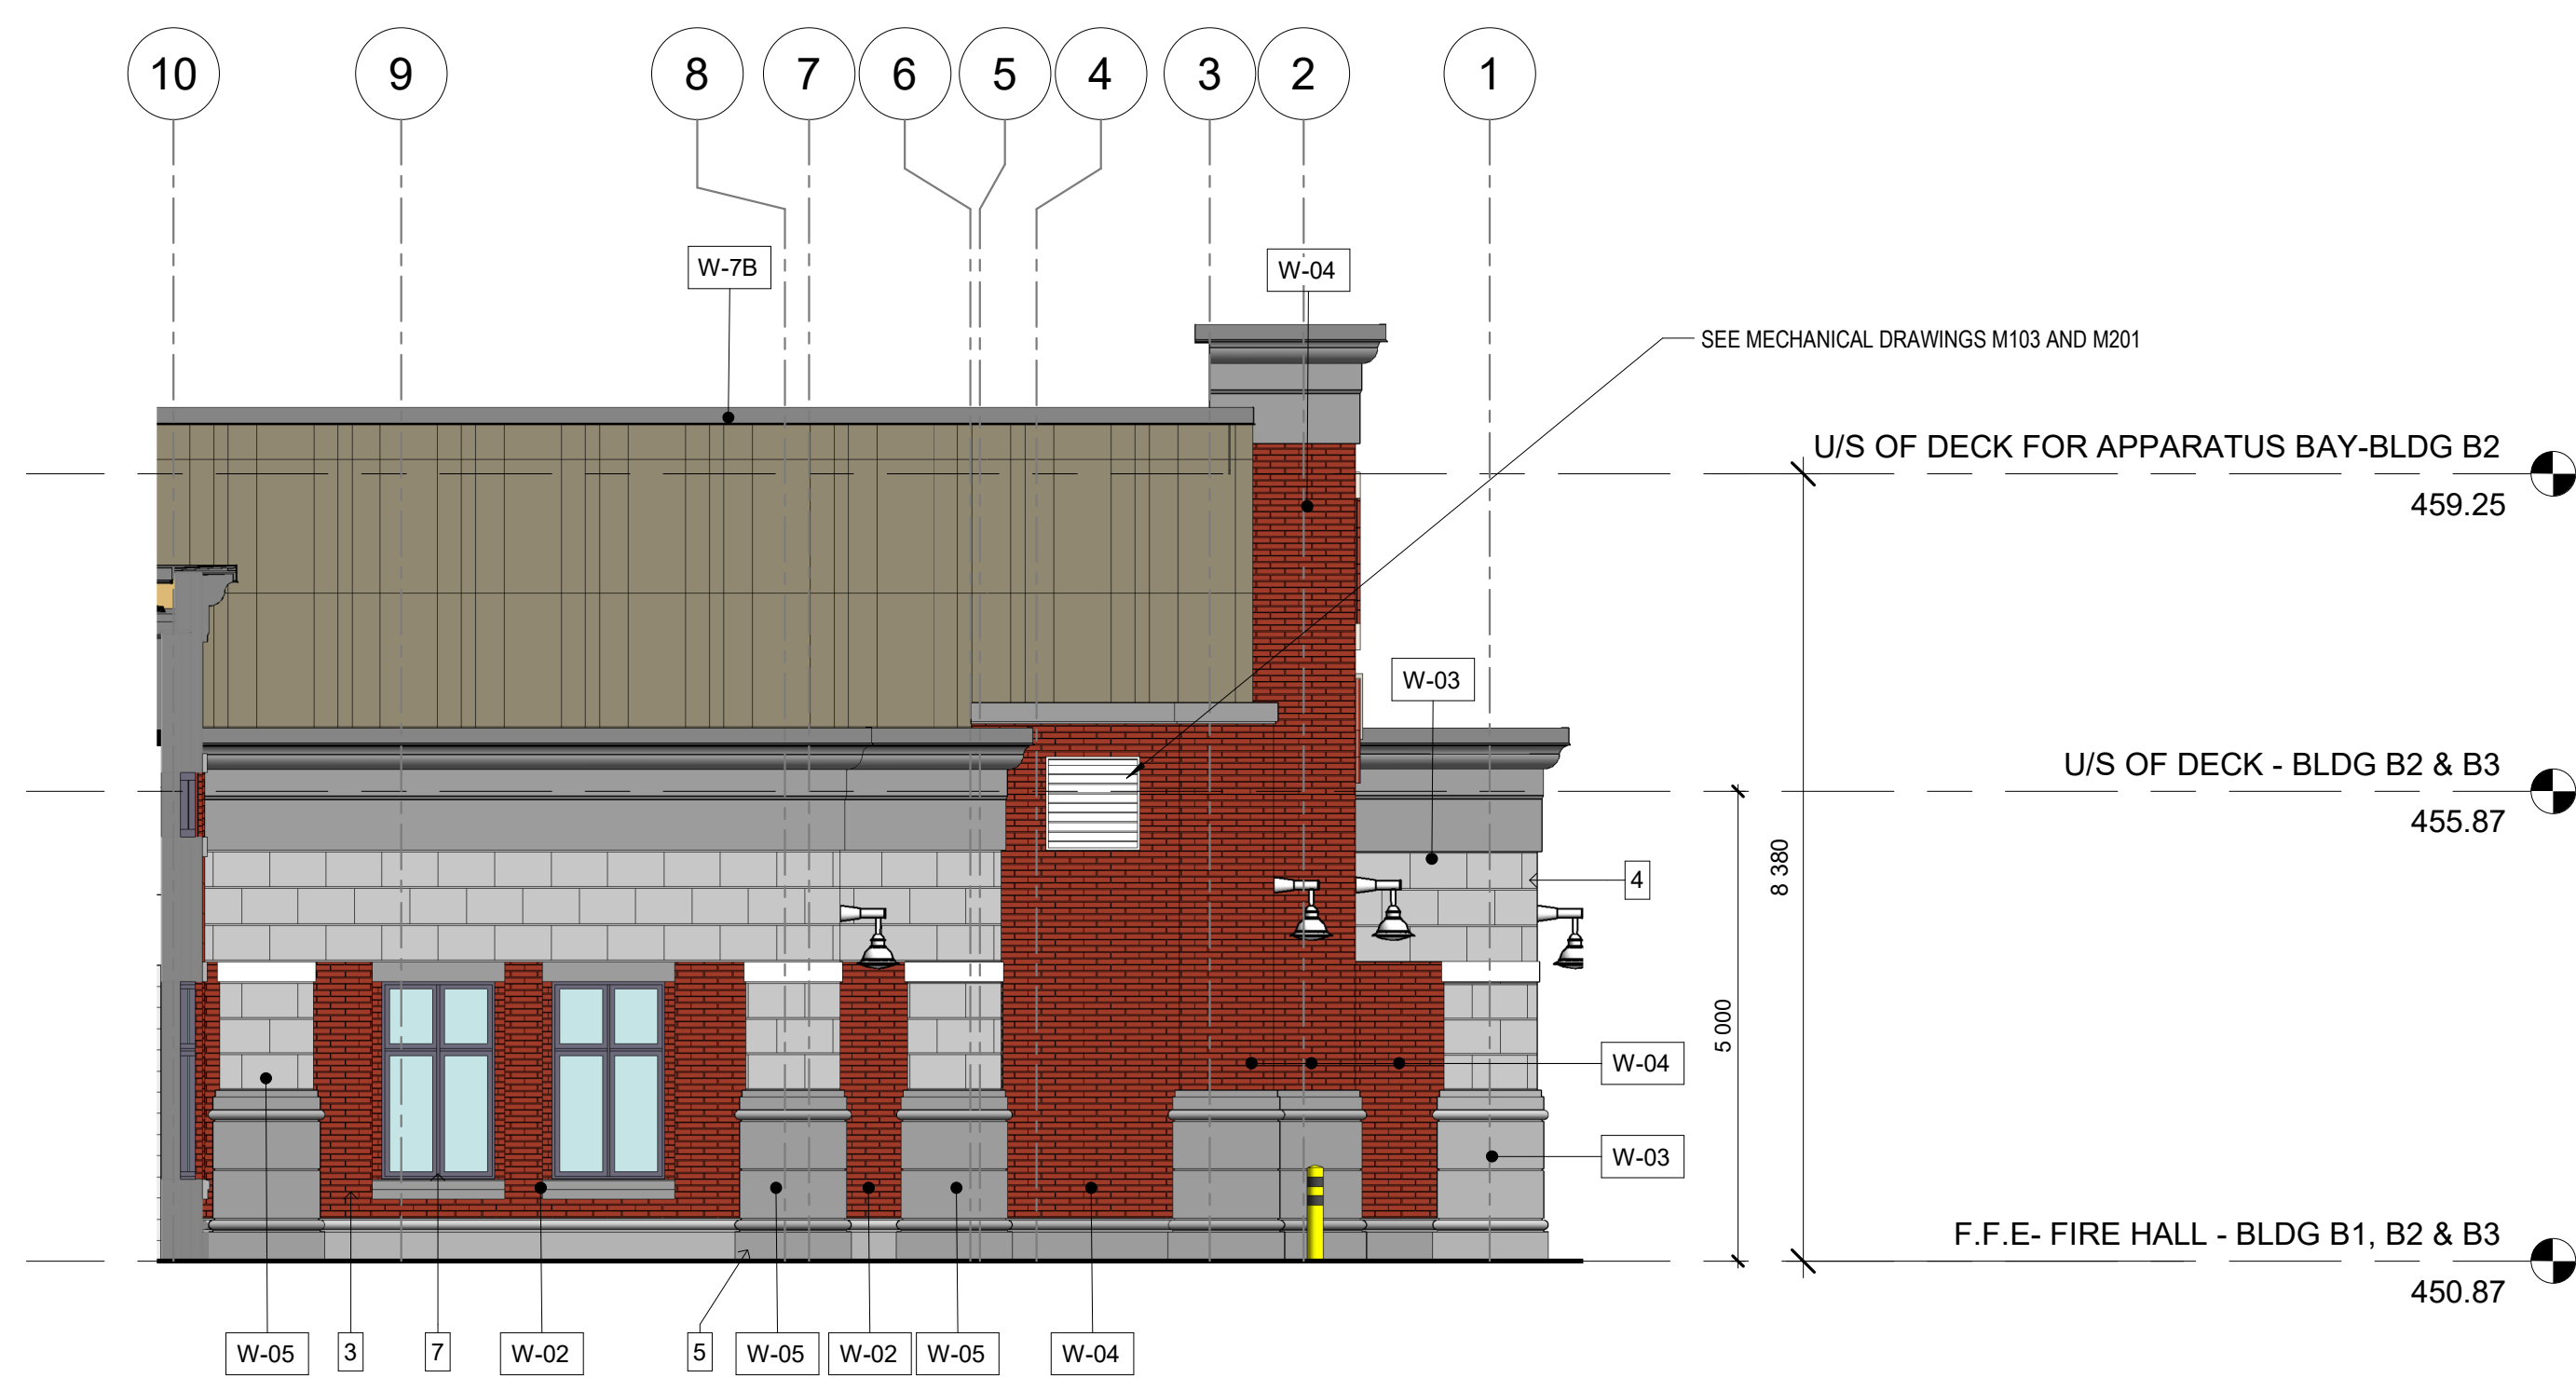 10 9 8 7 6 5 4 3 2 1
W-7B
W-04
SEE MECHANICAL DRAWINGS M103 AND M201
U/S OF DECK FOR APPARATUS BAY-BLDG B2
459.25
W-03
U/S OF DECK - BLDG B2 & B3
455.87
8 380
4
5 000
W-04
W-03
F.F.E- FIRE HALL - BLDG B1, B2 & B3
450.87
W-05 3 7 W-02 5 W-05 W-02 W-05 W-04